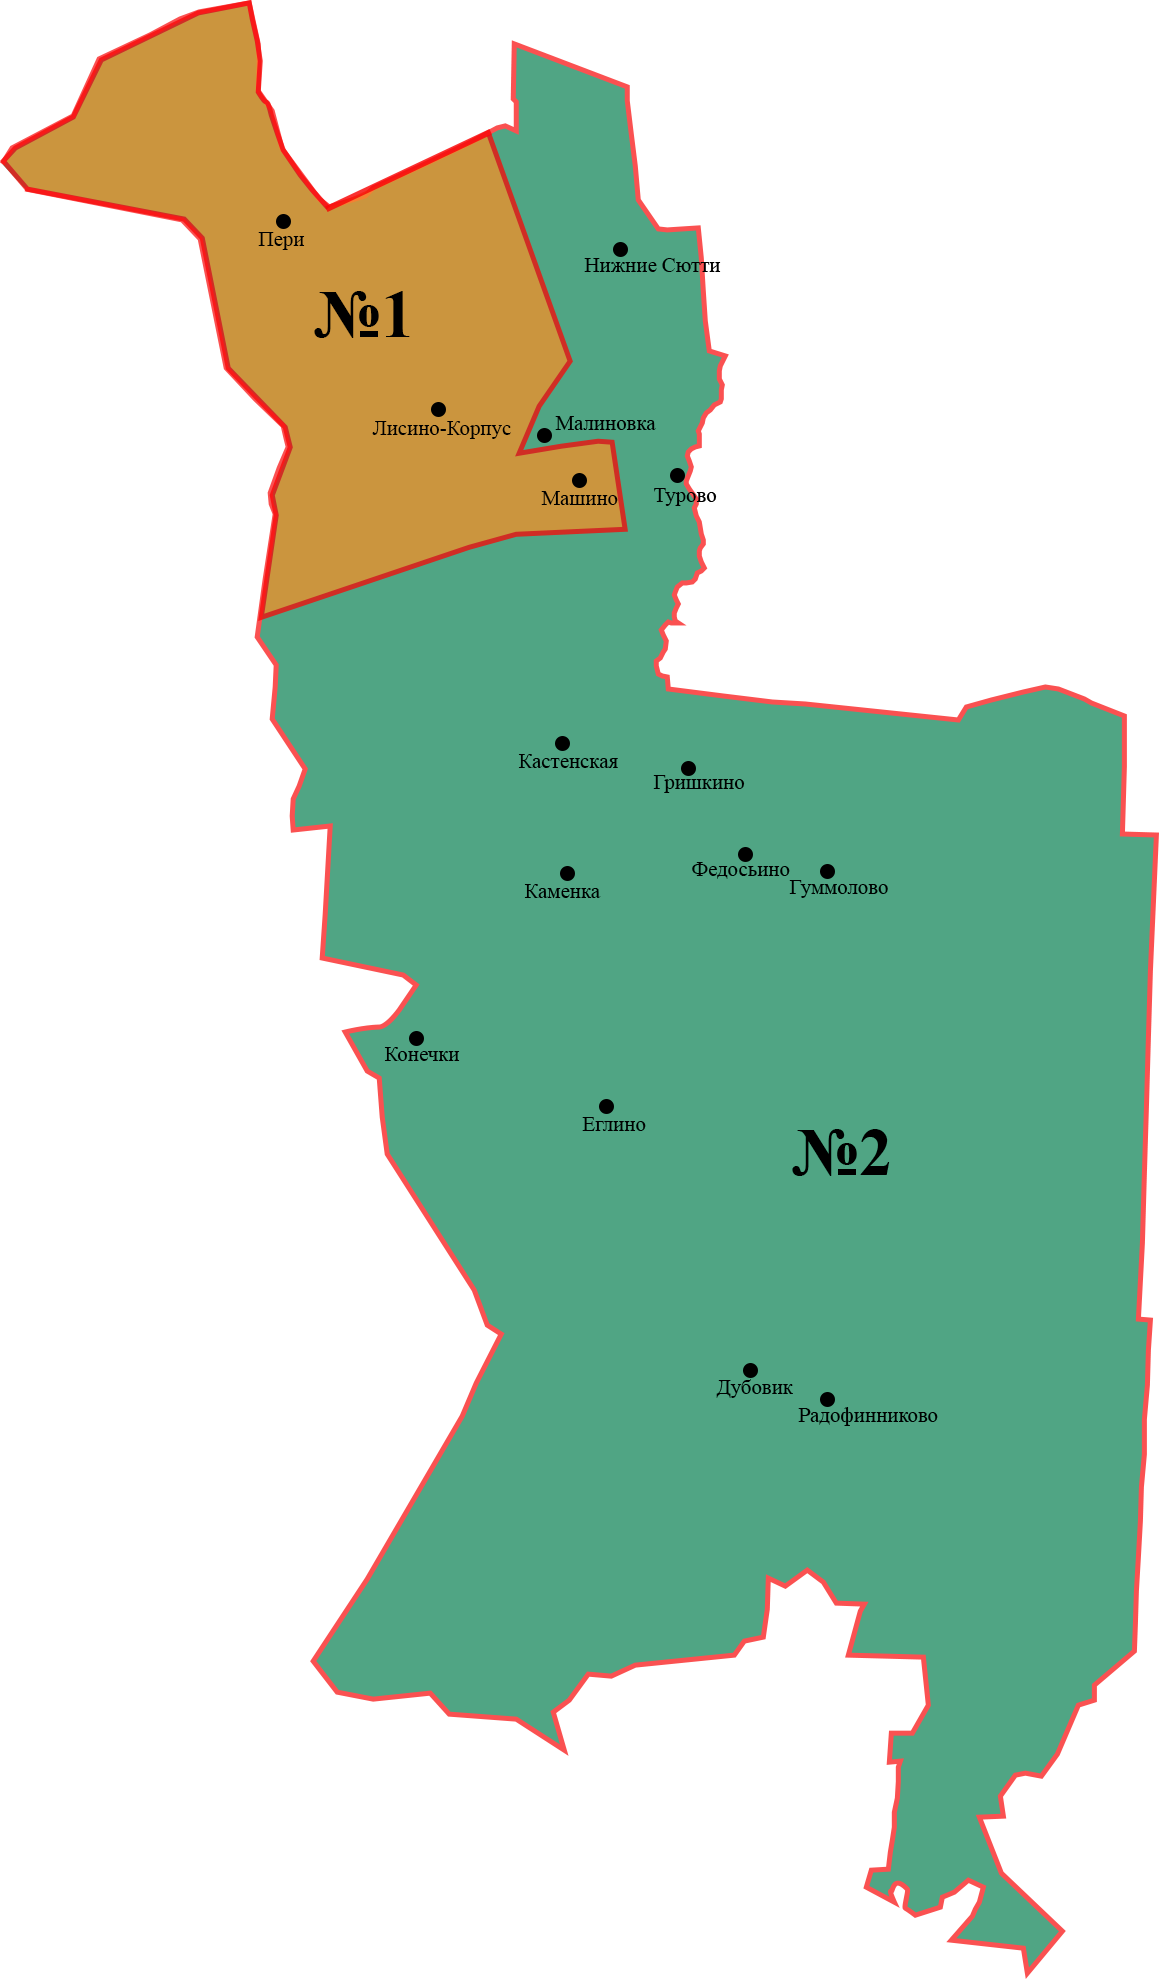 Пери
Нижние Сютти
№1
Малиновка
Лисино-Корпус
Машино
Турово
Кастенская
Гришкино
Федосьино
Гуммолово
Каменка
Конечки
Еглино
№2
Дубовик
Радофинниково